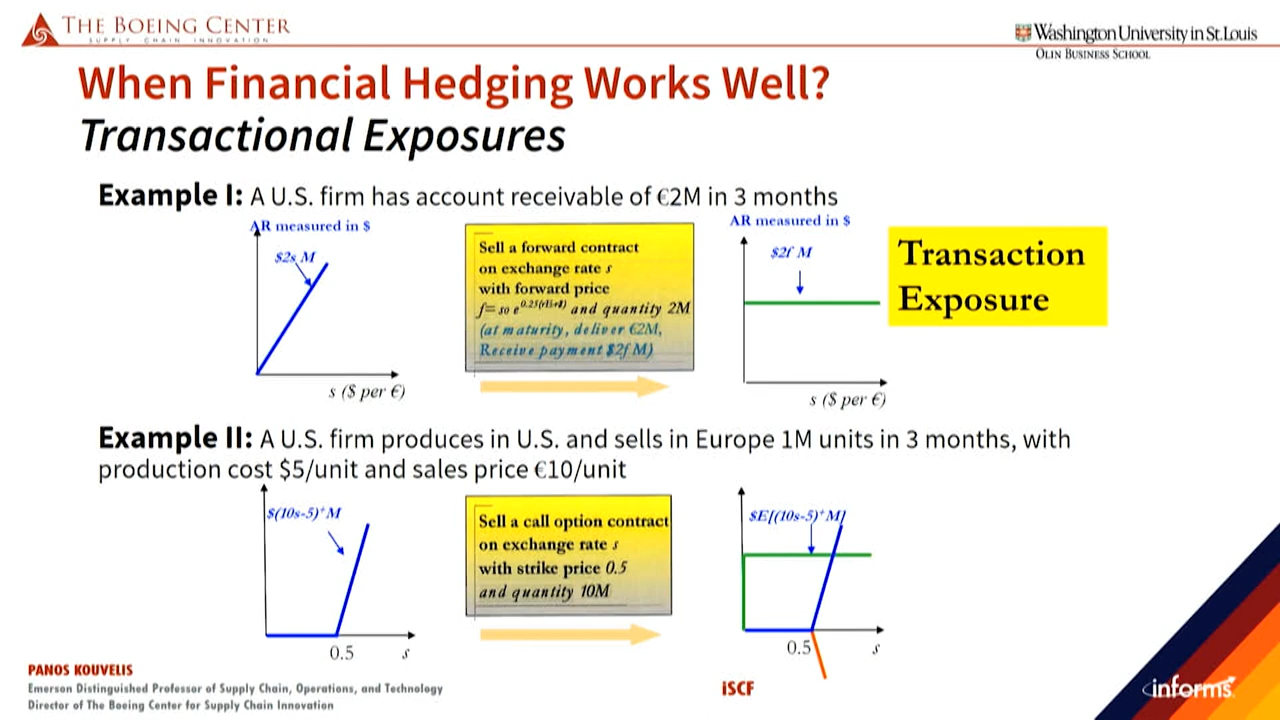 THE BOEING CENTER
SUPPLY CHAIN INNOVATION
Washington University in St. Louis
OLIN BUSINESS SCHOOL
When Financial Hedging Works Well?
Transactional Exposures
Example I: A U.S. firm has account receivable of €2M in 3 months
AR measured in $
$2s M
s ($ per €)
Sell a forward contract
on exchange rate s
with forward price
and quantity 2M
(at maturity, deliver €2M,
Receive payment $2f M)
AR measured in $
$2f M
s ($ per €)
Transaction
Exposure
Example II: A U.S. firm produces in U.S. and sells in Europe 1M units in 3 months, with
production cost $5/unit and sales price €10/unit
$(10s-5)⁺M
0.5
s
Sell a call option contract
on exchange rate s
with strike price 0.5
and quantity 10M
$E[(10s-5)⁺M]
0.5
s
PANOS KOUVELIS
Emerson Distinguished Professor of Supply Chain, Operations, and Technology
Director of The Boeing Center for Supply Chain Innovation
iSCF
informs